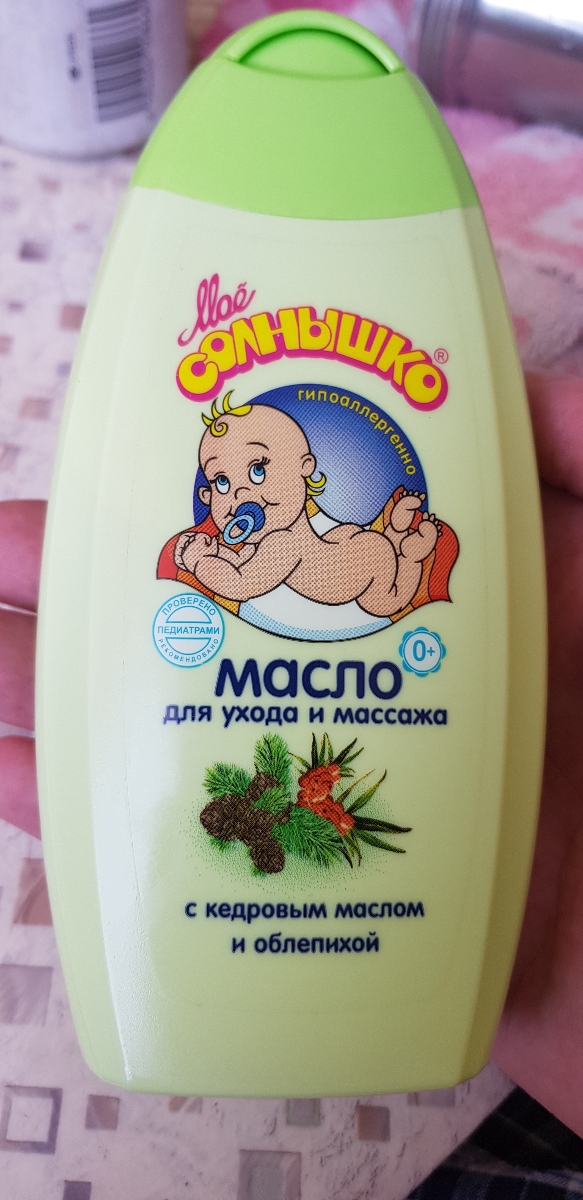 Моё
СОЛНЫШКО®
гипоаллергенно
ПРОВЕРЕНО
ПЕДИАТРАМИ
РЕКОМЕНДОВАНО
0+
масло
для ухода и массажа
с кедровым маслом
и облепихой